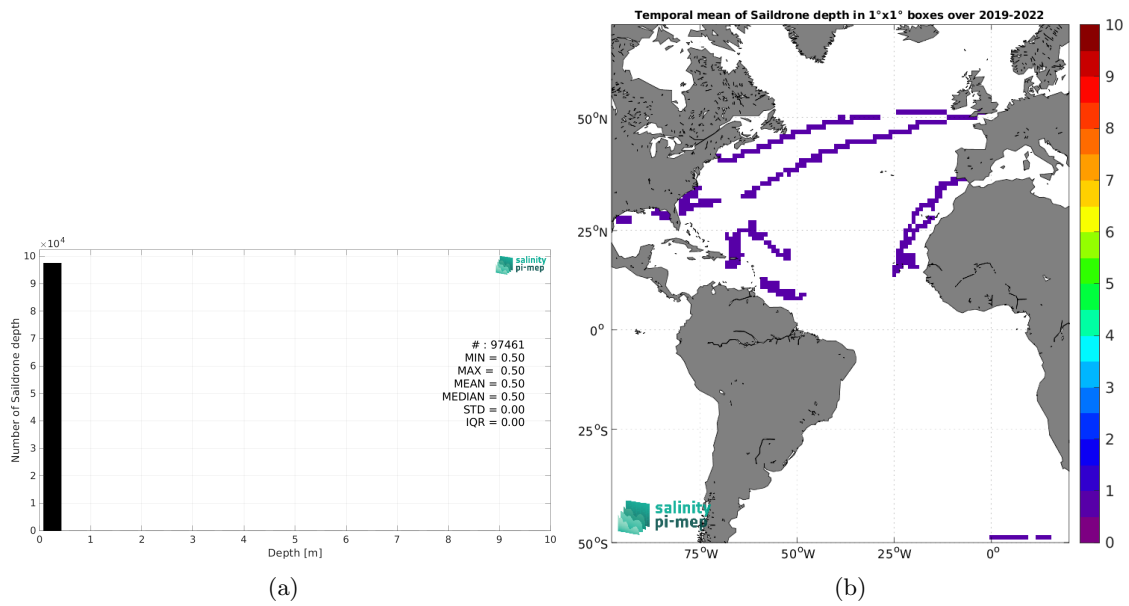 Temporal mean of Saildrone depth in 1°x1° boxes over 2019-2022
×10⁴
10
9
8
7
6
5
4
3
2
1
0
Number of Saildrone depth
salinity
pi-mep
# : 97461
MIN = 0.50
MAX = 0.50
MEAN = 0.50
MEDIAN = 0.50
STD = 0.00
IQR = 0.00
0 1 2 3 4 5 6 7 8 9 10
Depth [m]
(a)
50°N
25°N
0°
25°S
50°S
salinity
pi-mep
75°W 50°W 25°W 0°
10
9
8
7
6
5
4
3
2
1
0
(b)